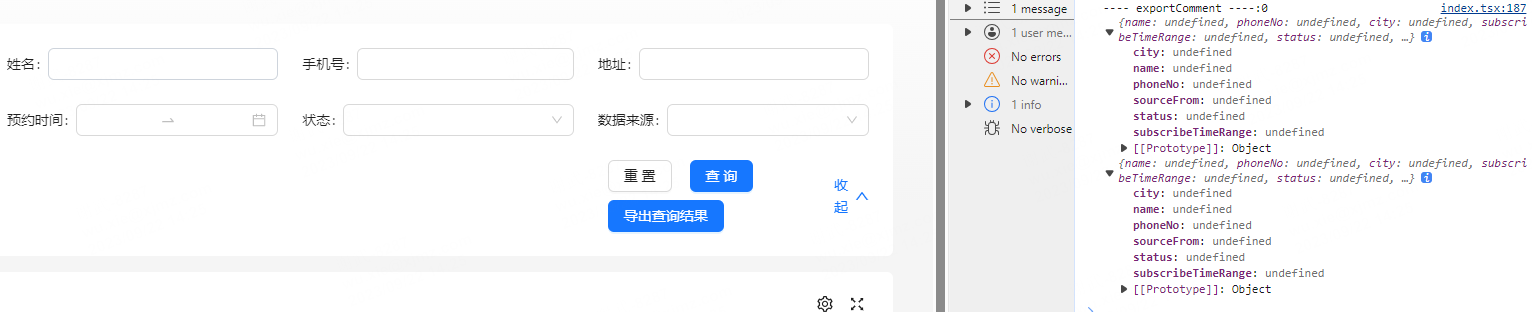 姓名:
手机号:
地址:
预约时间:
状态:
数据来源:
重 置
查 询
收起
导出查询结果
1 message
1 user me...
No errors
No warni...
1 info
No verbose
---- exportComment ----:0
index.tsx:187
{name: undefined, phoneNo: undefined, city: undefined, subscri
beTimeRange: undefined, status: undefined, …}
city: undefined
name: undefined
phoneNo: undefined
sourceFrom: undefined
status: undefined
subscribeTimeRange: undefined
[[Prototype]]: Object
{name: undefined, phoneNo: undefined, city: undefined, subscri
beTimeRange: undefined, status: undefined, …}
city: undefined
name: undefined
phoneNo: undefined
sourceFrom: undefined
status: undefined
subscribeTimeRange: undefined
[[Prototype]]: Object